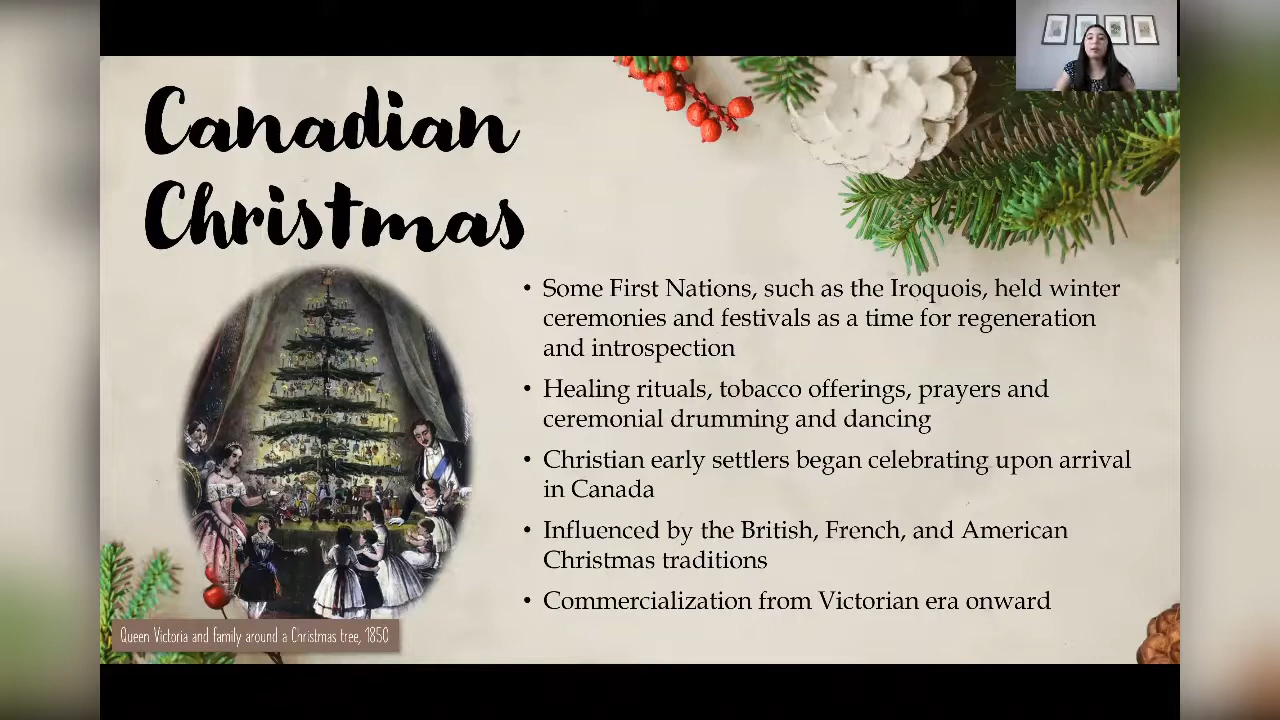 Canadian
Christmas
• Some First Nations, such as the Iroquois, held winter
ceremonies and festivals as a time for regeneration
and introspection
• Healing rituals, tobacco offerings, prayers and
ceremonial drumming and dancing
• Christian early settlers began celebrating upon arrival
in Canada
• Influenced by the British, French, and American
Christmas traditions
• Commercialization from Victorian era onward
Queen Victoria and family around a Christmas tree, 1850